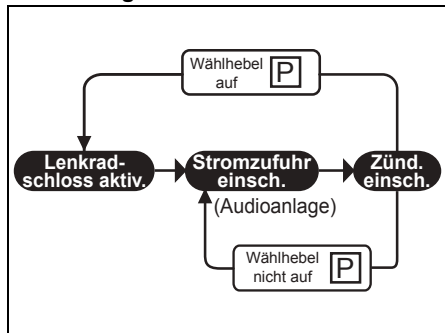 Wählhebel
auf P
Lenkrad-
schloss aktiv.
Stromzufuhr
einsch.
(Audioanlage)
Zünd.
einsch.
Wählhebel
nicht auf P